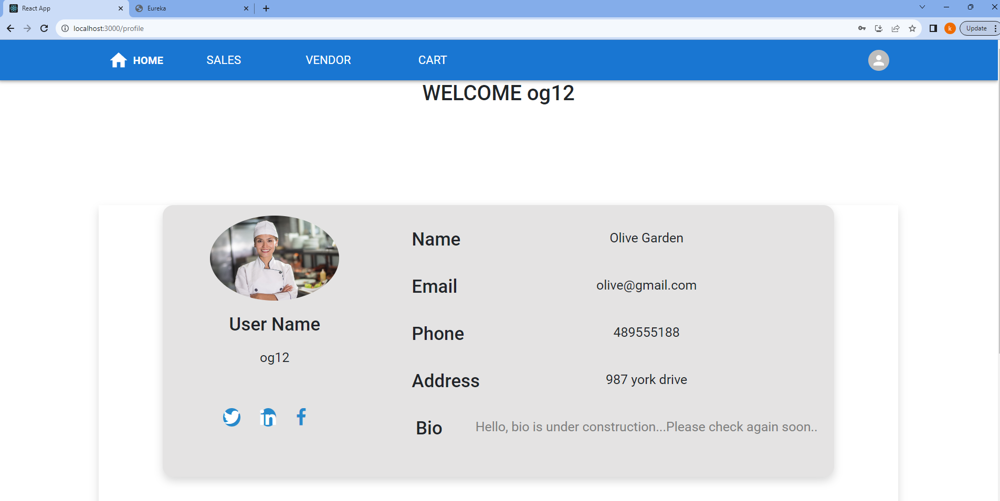 React App
Eureka
localhost:3000/profile
k
Update
HOME SALES VENDOR CART
WELCOME og12
Name Olive Garden
Email olive@gmail.com
User Name
Phone 489555188
og12
Address 987 york drive
in f
Bio Hello, bio is under construction...Please check again soon..